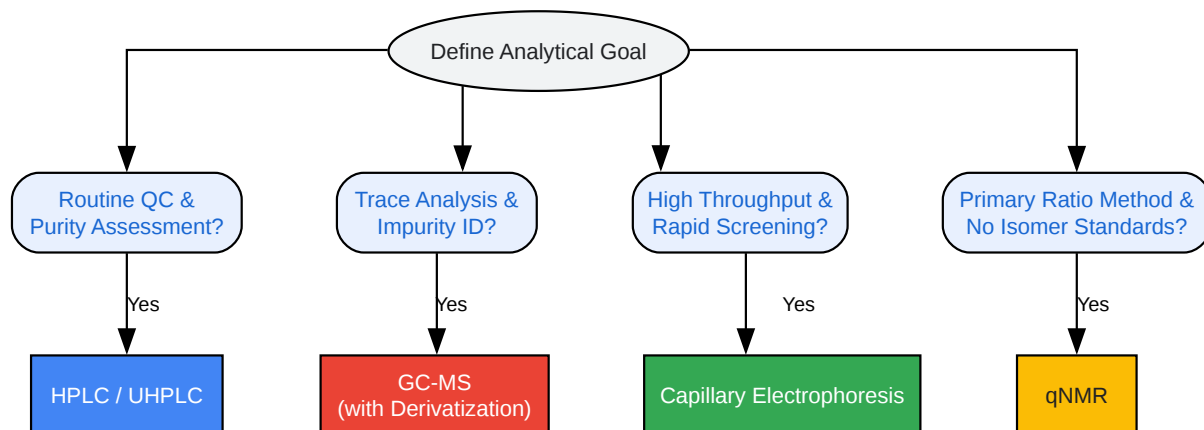 Define Analytical Goal
Routine QC &
Purity Assessment?
Trace Analysis &
Impurity ID?
High Throughput &
Rapid Screening?
Primary Ratio Method &
No Isomer Standards?
Yes
Yes
Yes
Yes
HPLC / UHPLC
GC-MS
(with Derivatization)
Capillary Electrophoresis
qNMR